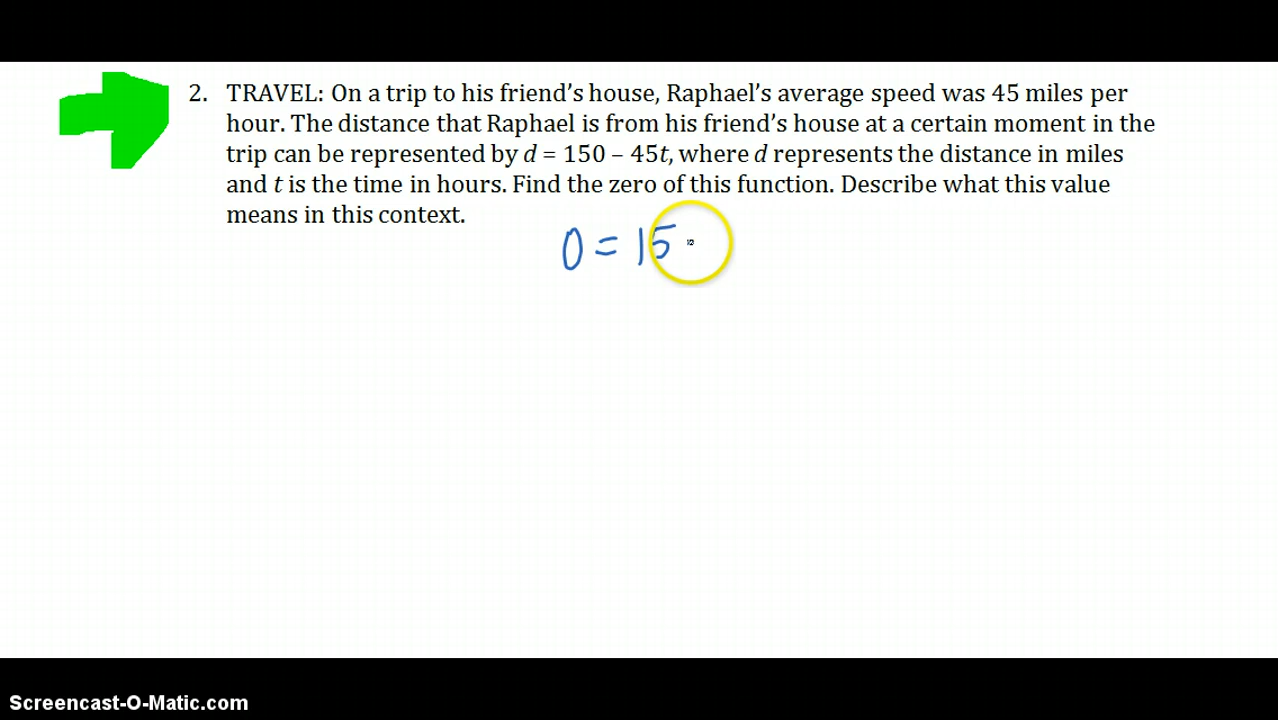 2. TRAVEL: On a trip to his friend's house, Raphael's average speed was 45 miles per
hour. The distance that Raphael is from his friend's house at a certain moment in the
trip can be represented by d = 150 – 45t, where d represents the distance in miles
and t is the time in hours. Find the zero of this function. Describe what this value
means in this context.
0 = 15
Screencast-O-Matic.com